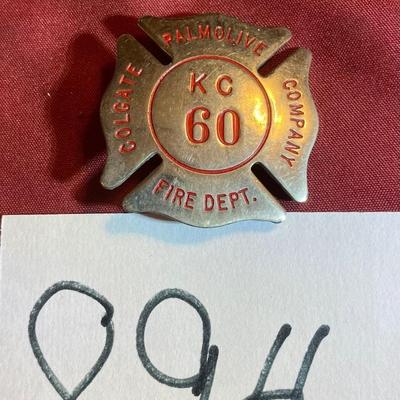 COLGATE PALMOLIVE COMPANY
KC
60
FIRE DEPT.
094